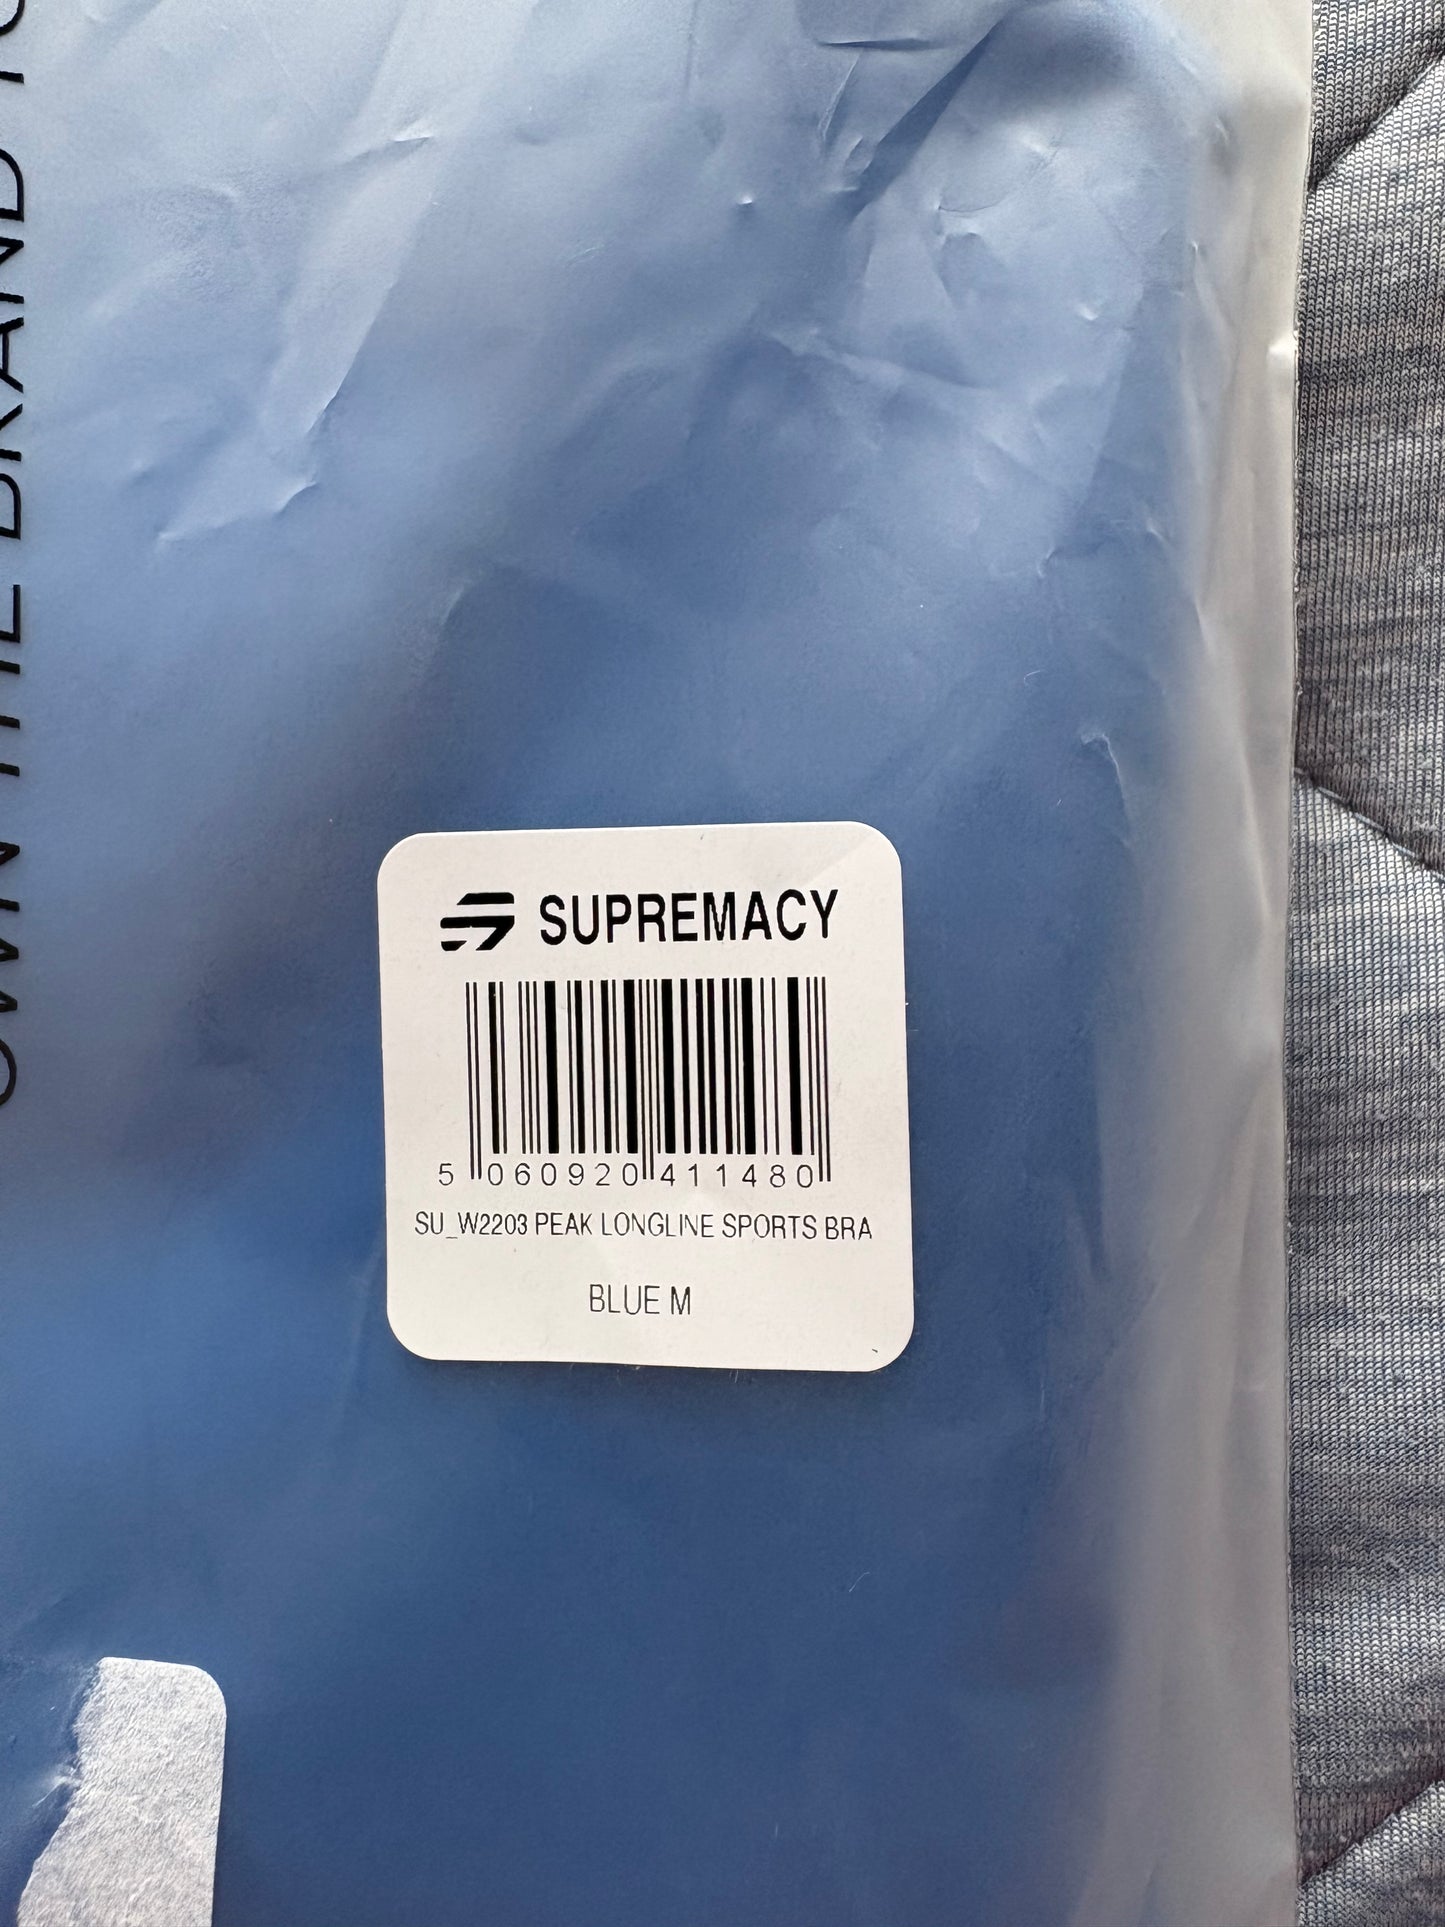 OWN THE BRAND
SUPREMACY
5 060920 411480
SU_W2203 PEAK LONGLINE SPORTS BRA
BLUE M